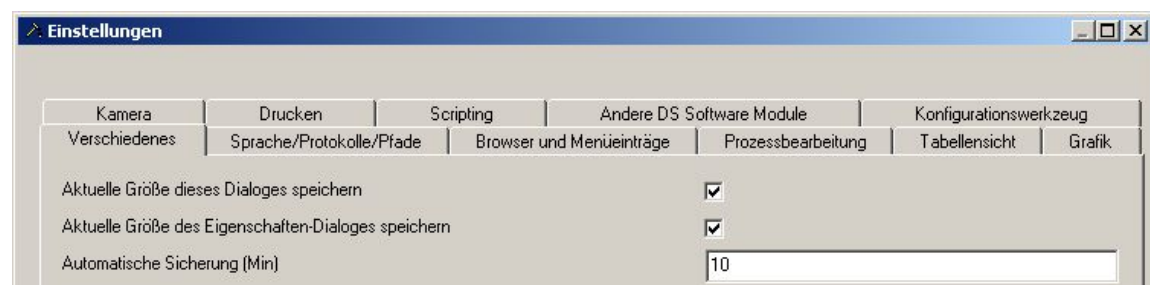 Einstellungen
Kamera Drucken Scripting Andere DS Software Module Konfigurationswerkzeug
Verschiedenes Sprache/Protokolle/Pfade Browser und Menüeinträge Prozessbearbeitung Tabellensicht Grafik
Aktuelle Größe dieses Dialoges speichern
Aktuelle Größe des Eigenschaften-Dialoges speichern
Automatische Sicherung (Min) 10